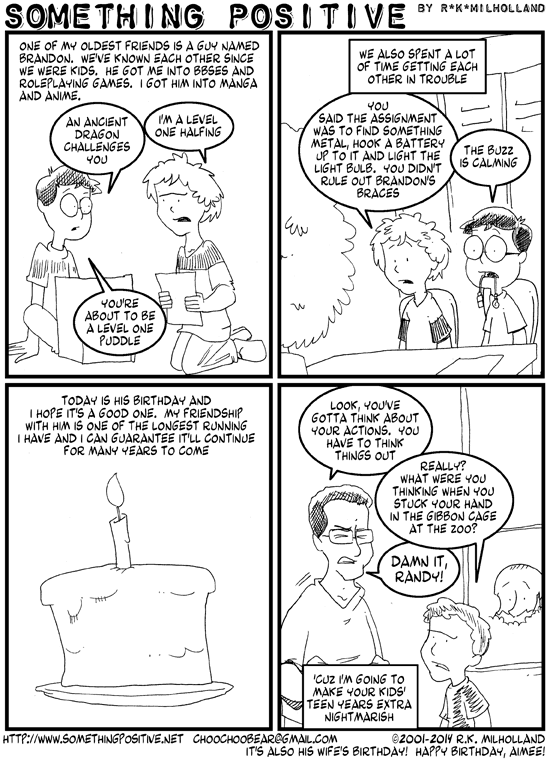 SOMETHING POSITIVE BY R*K*MILHOLLAND
ONE OF MY OLDEST FRIENDS IS A GUY NAMED
BRANDON. WE'VE KNOWN EACH OTHER SINCE
WE WERE KIDS. HE GOT ME INTO BBSES AND
ROLEPLAYING GAMES. I GOT HIM INTO MANGA
AND ANIME.
AN ANCIENT
DRAGON
CHALLENGES
YOU
I'M A LEVEL
ONE HALFING
YOU'RE
ABOUT TO BE
A LEVEL ONE
PUDDLE
WE ALSO SPENT A LOT
OF TIME GETTING EACH
OTHER IN TROUBLE
YOU
SAID THE ASSIGNMENT
WAS TO FIND SOMETHING
METAL, HOOK A BATTERY
UP TO IT AND LIGHT THE
LIGHT BULB. YOU DIDN'T
RULE OUT BRANDON'S
BRACES
THE BUZZ
IS CALMING
TODAY IS HIS BIRTHDAY AND
I HOPE IT'S A GOOD ONE. MY FRIENDSHIP
WITH HIM IS ONE OF THE LONGEST RUNNING
I HAVE AND I CAN GUARANTEE IT'LL CONTINUE
FOR MANY YEARS TO COME
LOOK, YOU'VE
GOTTA THINK ABOUT
YOUR ACTIONS. YOU
HAVE TO THINK
THINGS OUT
REALLY?
WHAT WERE YOU
THINKING WHEN YOU
STUCK YOUR HAND
IN THE GIBBON CAGE
AT THE ZOO?
DAMN IT,
RANDY!
'CUZ I'M GOING TO
MAKE YOUR KIDS'
TEEN YEARS EXTRA
NIGHTMARISH
HTTP://WWW.SOMETHINGPOSITIVE.NET CHOOCHOOBEAR@GMAIL.COM ©2001-2014 R.K. MILHOLLAND
IT'S ALSO HIS WIFE'S BIRTHDAY! HAPPY BIRTHDAY, AIMEE!